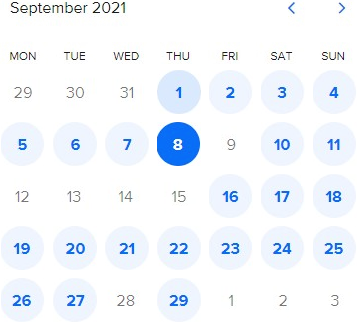 September 2021
MON TUE WED THU FRI SAT SUN
29 30 31 1 2 3 4
5 6 7 8 9 10 11
12 13 14 15 16 17 18
19 20 21 22 23 24 25
26 27 28 29 1 2 3